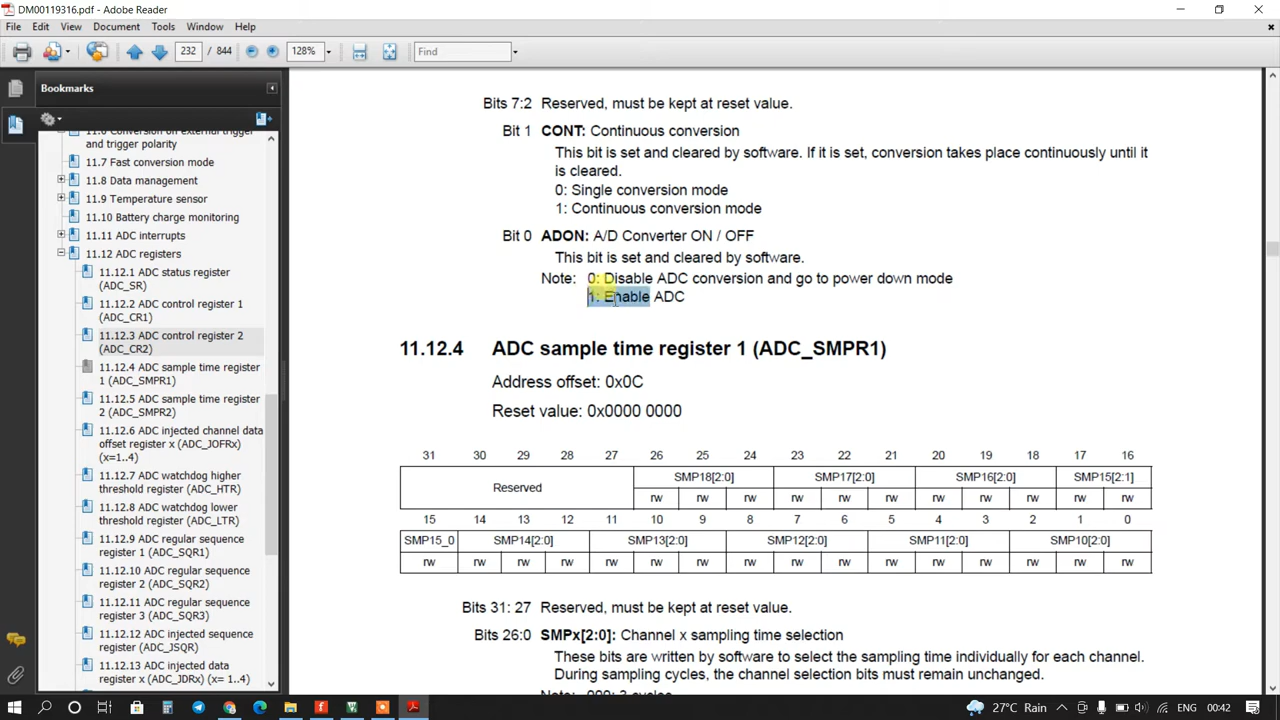 DM00119316.pdf - Adobe Reader
File Edit View Document Tools Window Help
232 / 844 128% Find
Bookmarks
11.6 Conversion on external trigger
and trigger polarity
11.7 Fast conversion mode
11.8 Data management
11.9 Temperature sensor
11.10 Battery charge monitoring
11.11 ADC interrupts
11.12 ADC registers
11.12.1 ADC status register
(ADC_SR)
11.12.2 ADC control register 1
(ADC_CR1)
11.12.3 ADC control register 2
(ADC_CR2)
11.12.4 ADC sample time register
1 (ADC_SMPR1)
11.12.5 ADC sample time register
2 (ADC_SMPR2)
11.12.6 ADC injected channel data
offset register x (ADC_JOFRx)
(x=1..4)
11.12.7 ADC watchdog higher
threshold register (ADC_HTR)
11.12.8 ADC watchdog lower
threshold register (ADC_LTR)
11.12.9 ADC regular sequence
register 1 (ADC_SQR1)
11.12.10 ADC regular sequence
register 2 (ADC_SQR2)
11.12.11 ADC regular sequence
register 3 (ADC_SQR3)
11.12.12 ADC injected sequence
register (ADC_JSQR)
11.12.13 ADC injected data
register x (ADC_JDRx) (x= 1..4)
Bits 7:2 Reserved, must be kept at reset value.
Bit 1 CONT: Continuous conversion
This bit is set and cleared by software. If it is set, conversion takes place continuously until it
is cleared.
0: Single conversion mode
1: Continuous conversion mode
Bit 0 ADON: A/D Converter ON / OFF
This bit is set and cleared by software.
Note: 0: Disable ADC conversion and go to power down mode
1: Enable ADC
11.12.4 ADC sample time register 1 (ADC_SMPR1)
Address offset: 0x0C
Reset value: 0x0000 0000
31 30 29 28 27 26 25 24 23 22 21 20 19 18 17 16
Reserved SMP18[2:0] SMP17[2:0] SMP16[2:0] SMP15[2:1]
rw rw rw rw rw rw rw rw rw rw rw
15 14 13 12 11 10 9 8 7 6 5 4 3 2 1 0
SMP15_0 SMP14[2:0] SMP13[2:0] SMP12[2:0] SMP11[2:0] SMP10[2:0]
rw rw rw rw rw rw rw rw rw rw rw rw rw rw rw rw
Bits 31: 27 Reserved, must be kept at reset value.
Bits 26:0 SMPx[2:0]: Channel x sampling time selection
These bits are written by software to select the sampling time individually for each channel.
During sampling cycles, the channel selection bits must remain unchanged.
Note: 000: 3 cycles
27°C Rain ENG 00:42